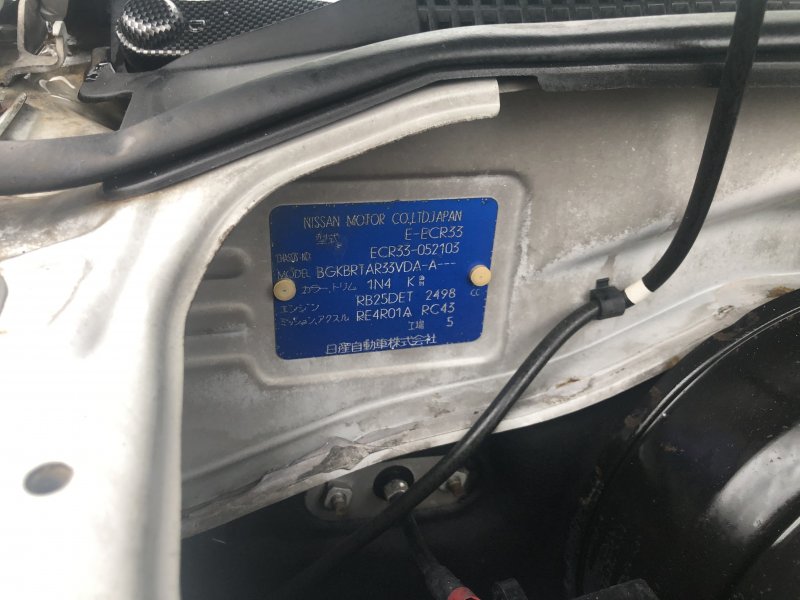 NISSAN MOTOR CO.,LTD.JAPAN
型式 E-ECR33
CHASSIS NO. ECR33-052103
MODEL BGKBRTAR33VDA-A---
カラー,トリム 1N4 K
エンジン RB25DET 2498 CC
ミッション,アクスル RE4R01A RC43
工場 5
日産自動車株式会社